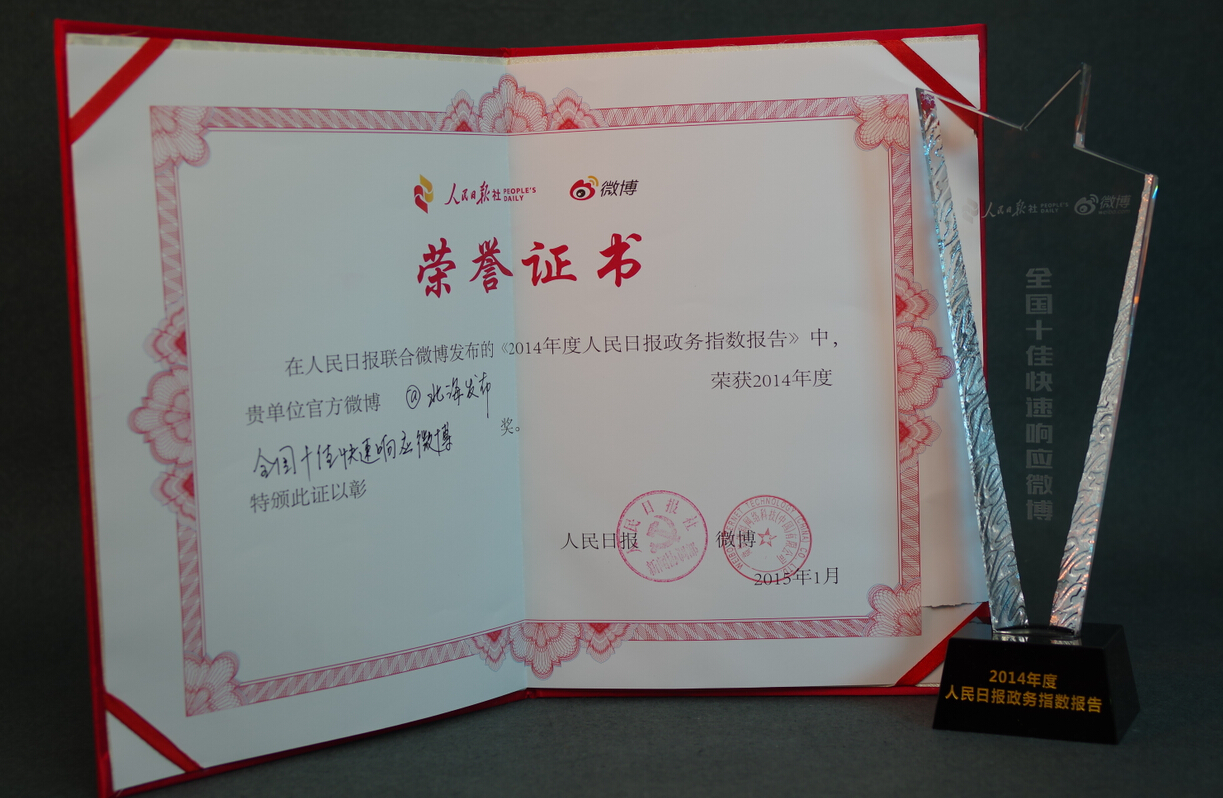 人民日报社 PEOPLE'S DAILY
微博
荣誉证书
在人民日报联合微博发布的《2014年度人民日报政务指数报告》中，
贵单位官方微博 @北海发布 荣获2014年度
全国十佳快速响应微博 奖。
特颁此证以彰
人民日报 微博
人民日报社
2015年1月
人民日报社 PEOPLE'S DAILY
微博
全国十佳快速响应微博
2014年度
人民日报政务指数报告